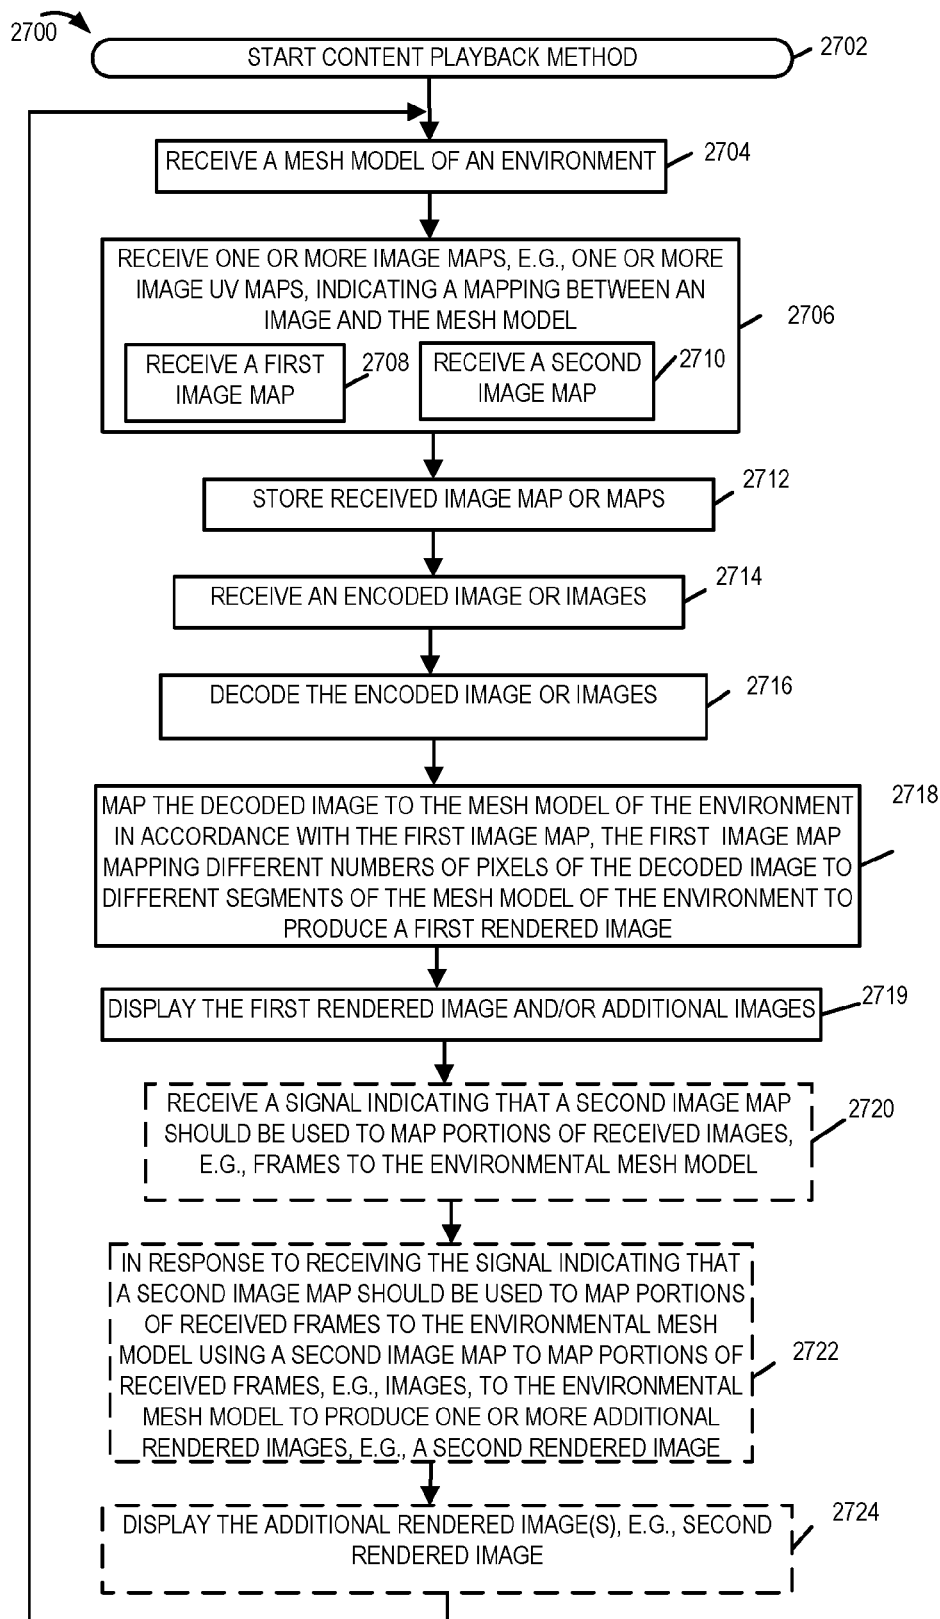 2700
START CONTENT PLAYBACK METHOD
2702
RECEIVE A MESH MODEL OF AN ENVIRONMENT
2704
RECEIVE ONE OR MORE IMAGE MAPS, E.G., ONE OR MORE
IMAGE UV MAPS, INDICATING A MAPPING BETWEEN AN
IMAGE AND THE MESH MODEL
2706
RECEIVE A FIRST
IMAGE MAP
2708
RECEIVE A SECOND
IMAGE MAP
2710
STORE RECEIVED IMAGE MAP OR MAPS
2712
RECEIVE AN ENCODED IMAGE OR IMAGES
2714
DECODE THE ENCODED IMAGE OR IMAGES
2716
MAP THE DECODED IMAGE TO THE MESH MODEL OF THE ENVIRONMENT
IN ACCORDANCE WITH THE FIRST IMAGE MAP, THE FIRST IMAGE MAP
MAPPING DIFFERENT NUMBERS OF PIXELS OF THE DECODED IMAGE TO
DIFFERENT SEGMENTS OF THE MESH MODEL OF THE ENVIRONMENT TO
PRODUCE A FIRST RENDERED IMAGE
2718
DISPLAY THE FIRST RENDERED IMAGE AND/OR ADDITIONAL IMAGES
2719
RECEIVE A SIGNAL INDICATING THAT A SECOND IMAGE MAP
SHOULD BE USED TO MAP PORTIONS OF RECEIVED IMAGES,
E.G., FRAMES TO THE ENVIRONMENTAL MESH MODEL
2720
IN RESPONSE TO RECEIVING THE SIGNAL INDICATING THAT
A SECOND IMAGE MAP SHOULD BE USED TO MAP PORTIONS
OF RECEIVED FRAMES TO THE ENVIRONMENTAL MESH
MODEL USING A SECOND IMAGE MAP TO MAP PORTIONS OF
RECEIVED FRAMES, E.G., IMAGES, TO THE ENVIRONMENTAL
MESH MODEL TO PRODUCE ONE OR MORE ADDITIONAL
RENDERED IMAGES, E.G., A SECOND RENDERED IMAGE
2722
DISPLAY THE ADDITIONAL RENDERED IMAGE(S), E.G., SECOND
RENDERED IMAGE
2724